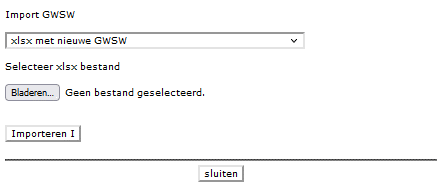 Import GWSW
xlsx met nieuwe GWSW
Selecteer xlsx bestand
Bladeren... Geen bestand geselecteerd.
Importeren I
sluiten